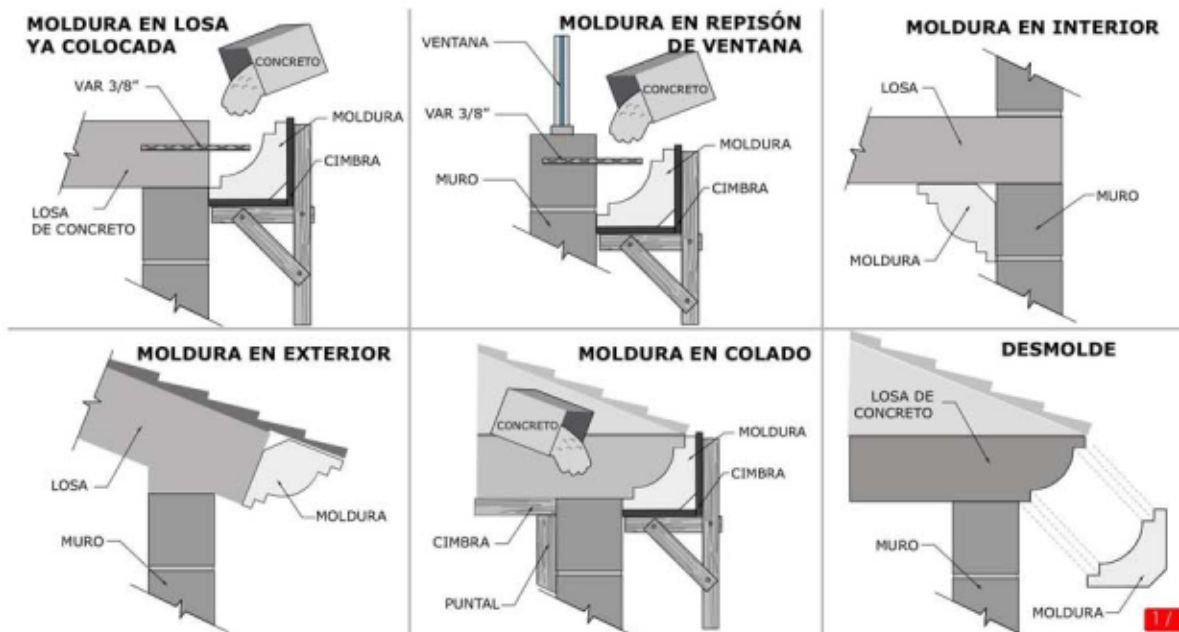 MOLDURA EN LOSA
YA COLOCADA
CONCRETO
VAR 3/8"
MOLDURA
CIMBRA
LOSA
DE CONCRETO
MOLDURA EN REPISÓN
DE VENTANA
VENTANA
CONCRETO
VAR 3/8"
MOLDURA
MURO
CIMBRA
MOLDURA EN INTERIOR
LOSA
MURO
MOLDURA
MOLDURA EN EXTERIOR
LOSA
MOLDURA
MURO
MOLDURA EN COLADO
CONCRETO
MOLDURA
CIMBRA
CIMBRA
PUNTAL
DESMOLDE
LOSA DE
CONCRETO
MURO
MOLDURA
1 /